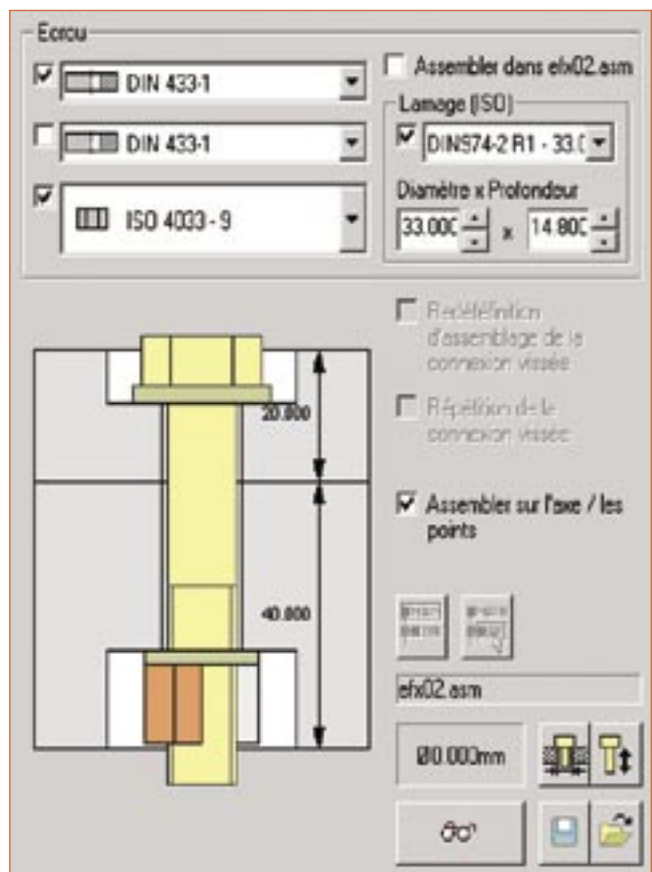 Ecrou
DIN 433-1
Assembler dans efx02.asm
Lamage (ISO)
DIN 433-1
DIN974-2 R1 - 33.0
ISO 4033 - 9
Diamètre x Profondeur
33.000 x 14.800
Redéfinition
d'assemblage de la
connexion vissée
20.000
Répétition de la
connexion vissée
Assembler sur l'axe / les
points
40.000
efx02.asm
Ø0.000mm